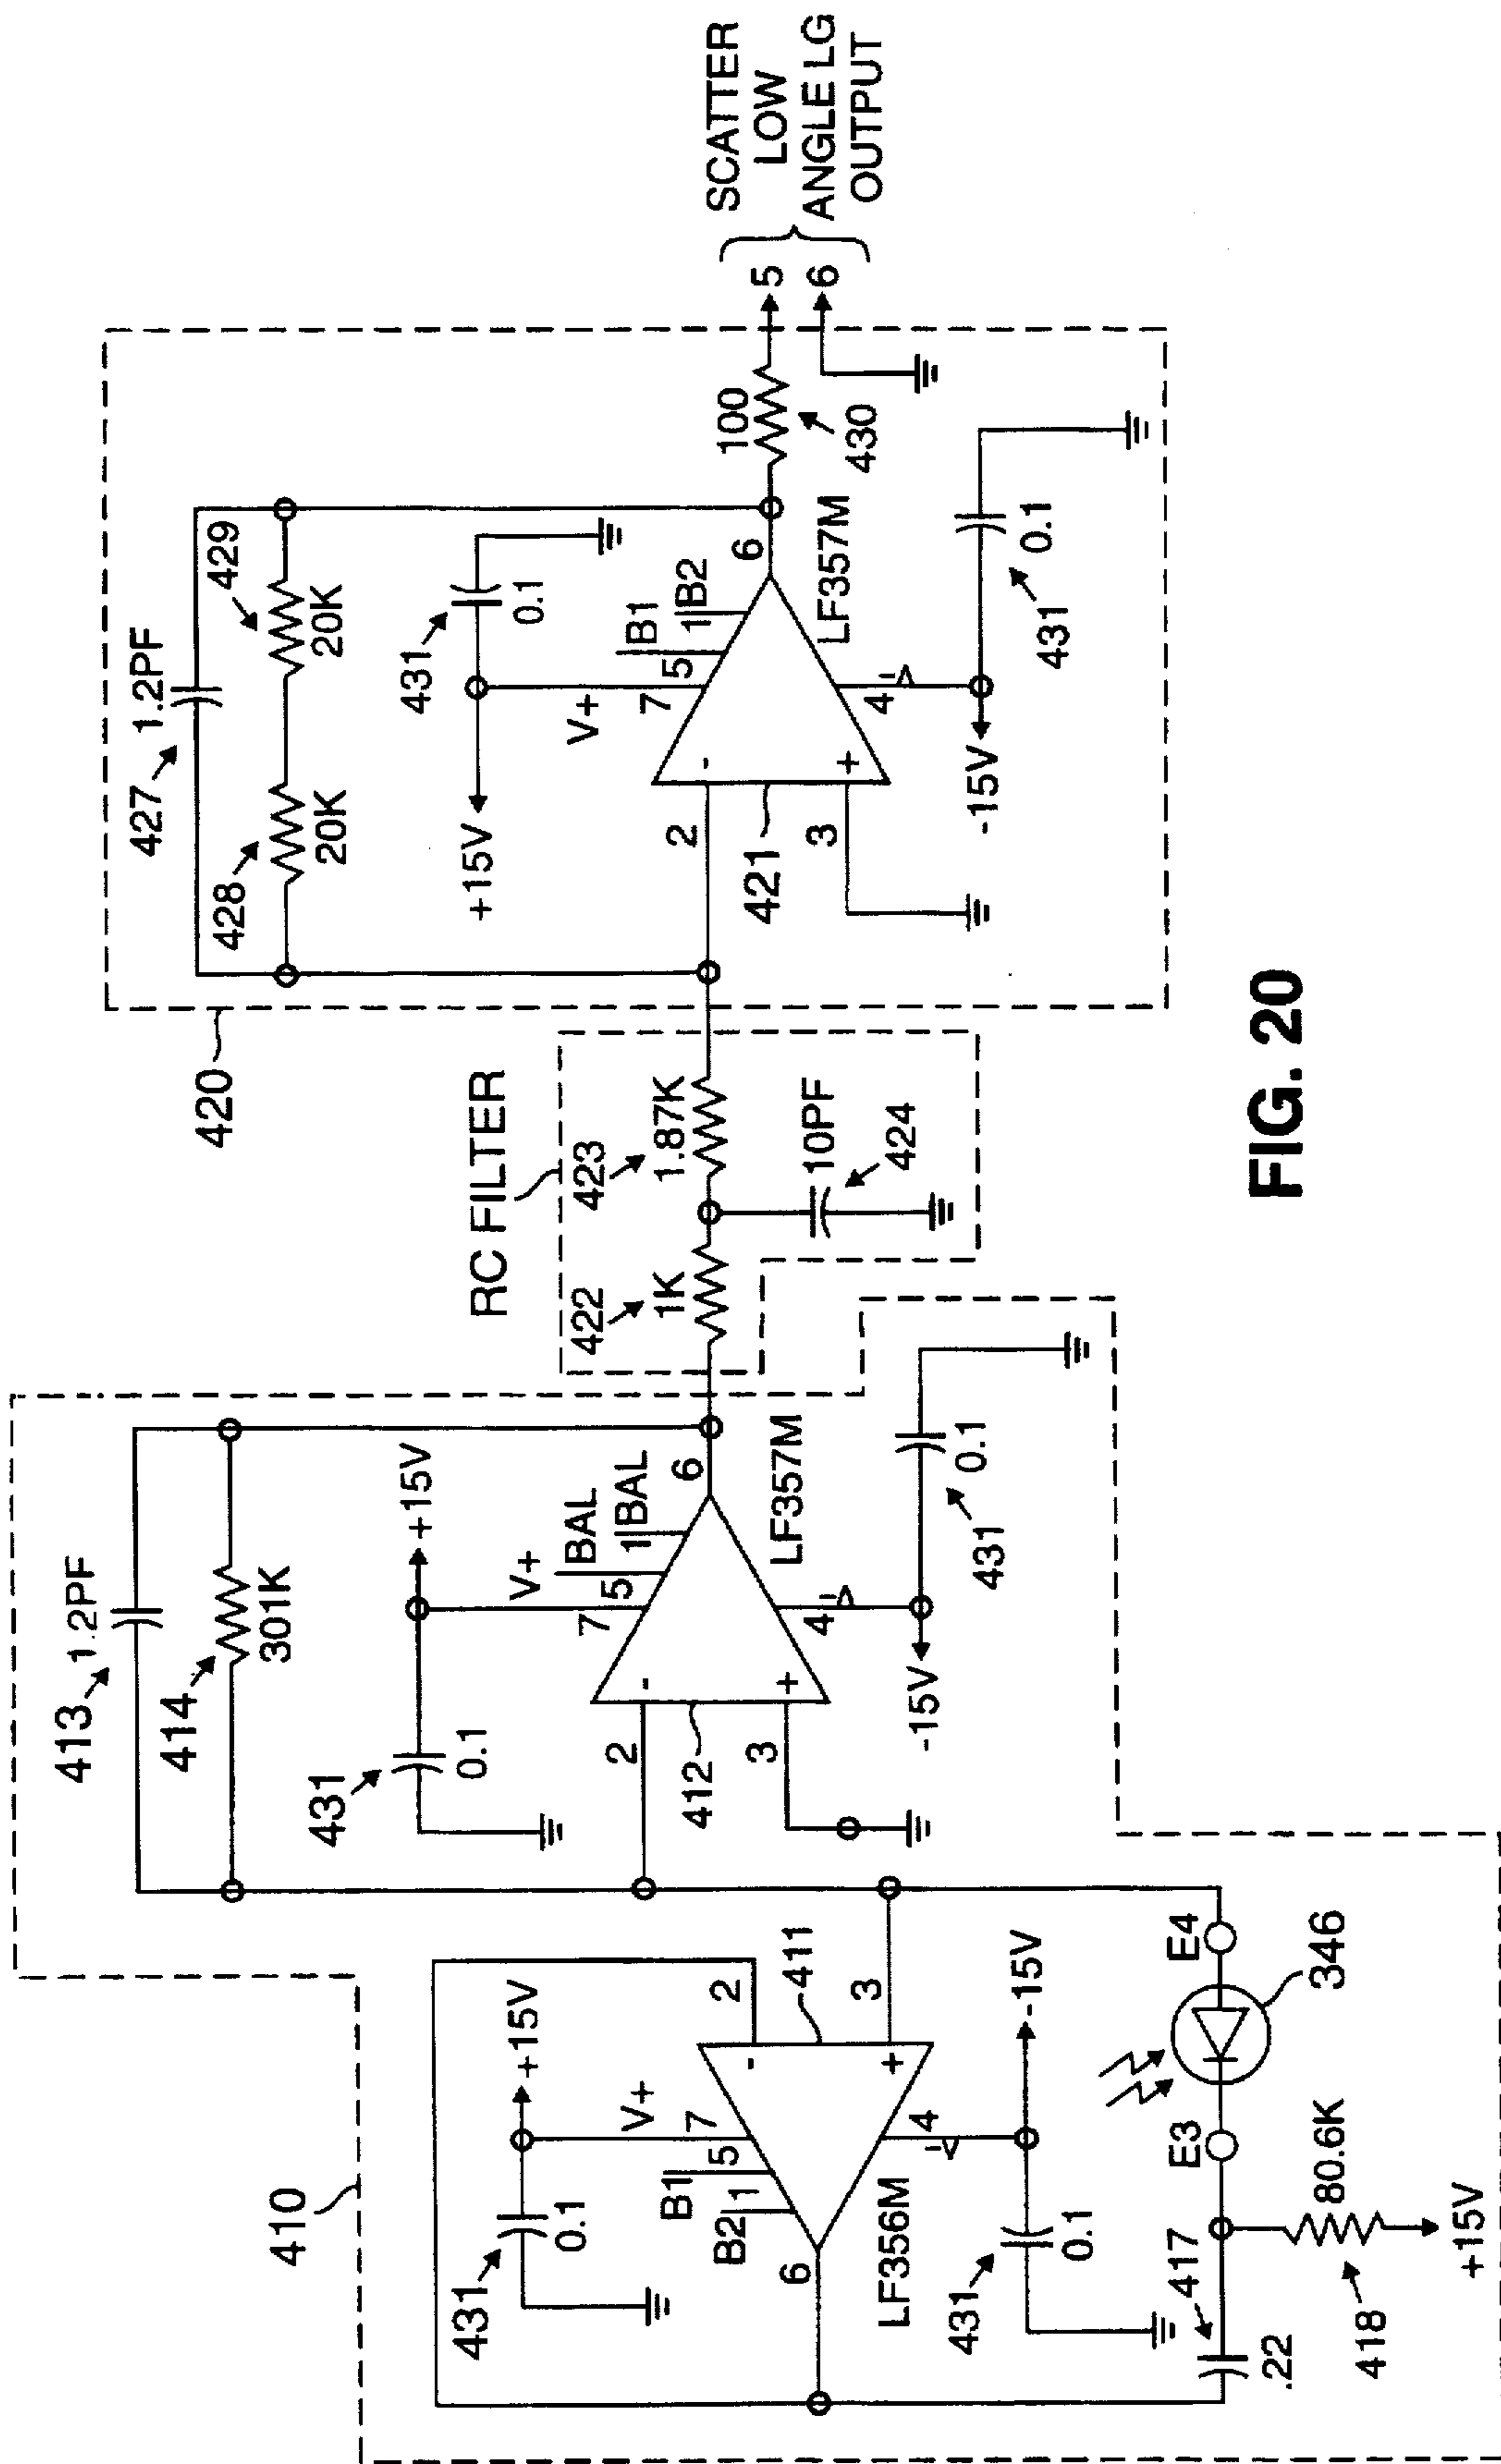 410
431
0.1
+15V
V+
7
5
B1
1
B2
6
2
411
3
LF356M
4
V-
-15V
431
0.1
417
.22
418
80.6K
+15V
E3
E4
346
413
1.2PF
414
301K
431
0.1
+15V
V+
7
5
BAL
1
BAL
6
2
412
3
LF357M
4
V-
-15V
431
0.1
RC FILTER
422
1K
423
1.87K
10PF
424
420
427
1.2PF
428
20K
429
20K
431
0.1
+15V
V+
7
5
B1
1
B2
6
2
421
3
LF357M
4
V-
-15V
431
0.1
100
430
5
6
SCATTER
LOW
ANGLE LG
OUTPUT
FIG. 20